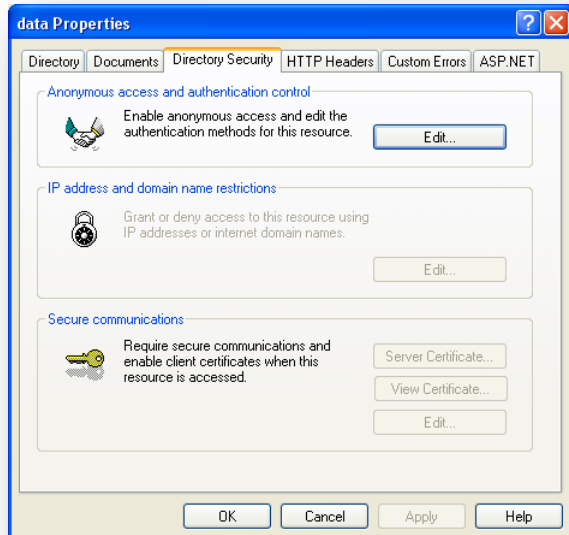 data Properties
Directory Documents Directory Security HTTP Headers Custom Errors ASP.NET
Anonymous access and authentication control
Enable anonymous access and edit the
authentication methods for this resource.
Edit...
IP address and domain name restrictions
Grant or deny access to this resource using
IP addresses or internet domain names.
Edit...
Secure communications
Require secure communications and
enable client certificates when this
resource is accessed.
Server Certificate...
View Certificate...
Edit...
OK Cancel Apply Help